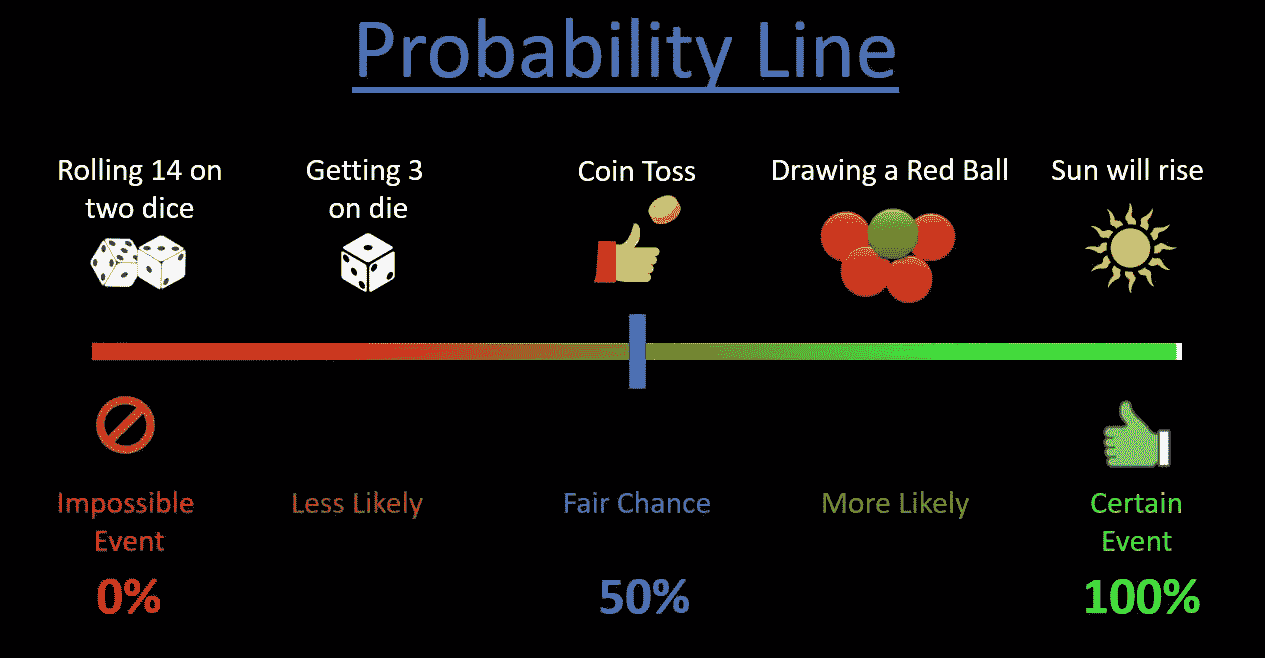 Probability Line
Rolling 14 on
two dice
Getting 3
on die
Coin Toss
Drawing a Red Ball
Sun will rise
Impossible
Event
0%
Less Likely
Fair Chance
50%
More Likely
Certain
Event
100%